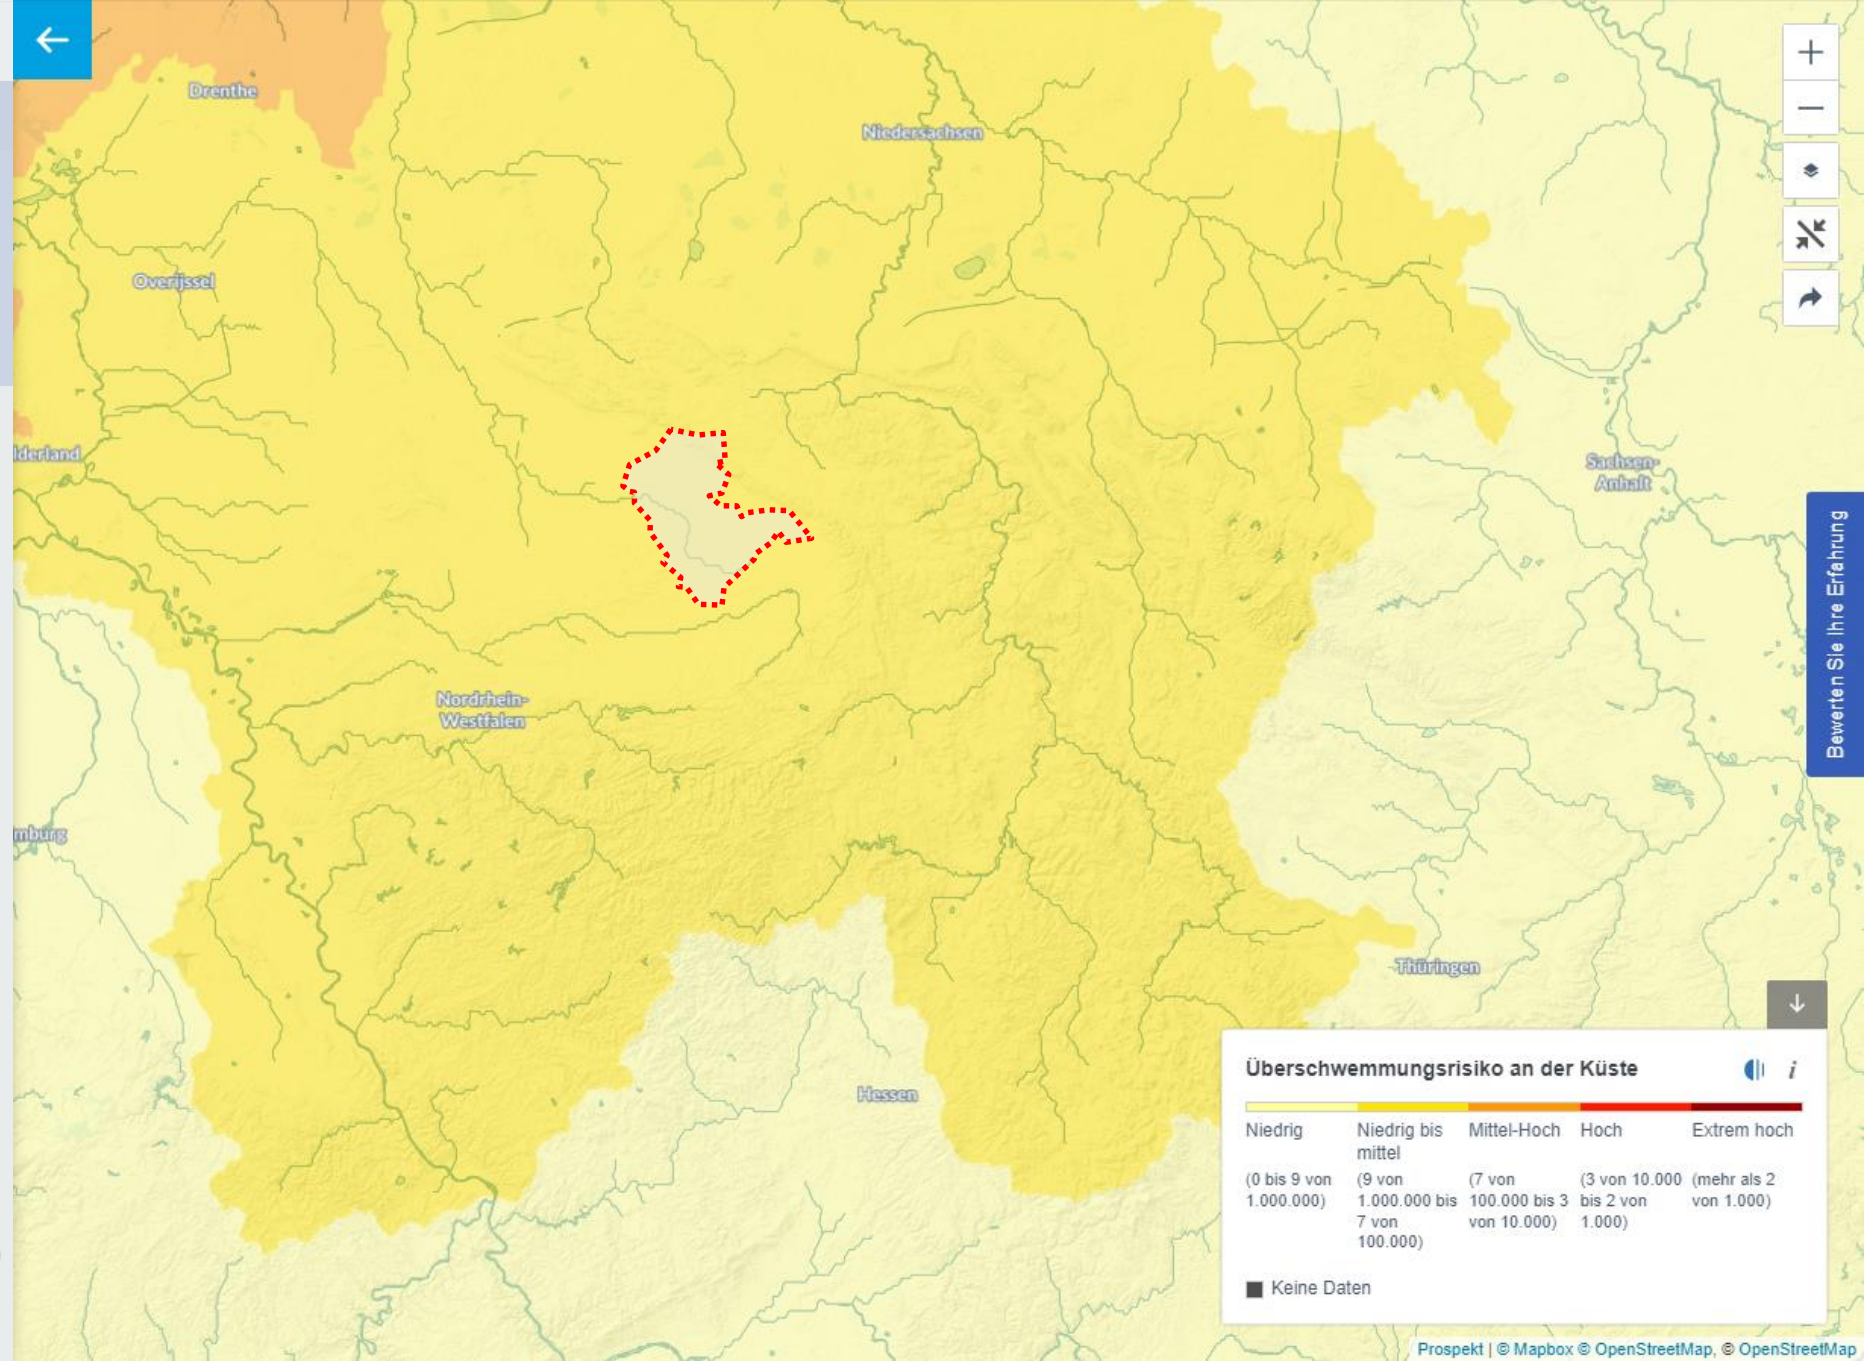 Drenthe
Niedersachsen
Overijssel
lderland
Sachsen-
Anhalt
Bewerten Sie Ihre Erfahrung
Nordrhein-
Westfalen
mburg
Thüringen
Hessen
Überschwemmungsrisiko an der Küste
i
Niedrig
(0 bis 9 von
1.000.000)
Niedrig bis
mittel
(9 von
1.000.000 bis
7 von
100.000)
Mittel-Hoch
(7 von
100.000 bis 3
von 10.000)
Hoch
(3 von 10.000
bis 2 von
1.000)
Extrem hoch
(mehr als 2
von 1.000)
Keine Daten
Prospekt | © Mapbox © OpenStreetMap, © OpenStreetMap